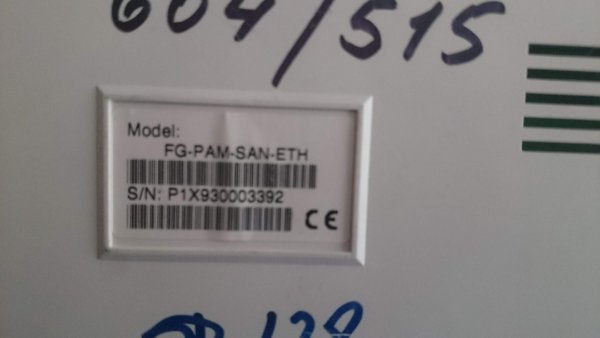 604/515
Model:
FG-PAM-SAN-ETH
S/N: P1X930003392
CE